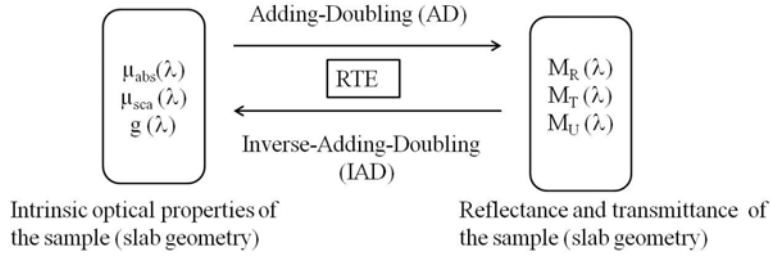 Adding-Doubling (AD)
μabs(λ)
μsca(λ)
g (λ)
RTE
MR (λ)
MT (λ)
MU (λ)
Inverse-Adding-Doubling
(IAD)
Intrinsic optical properties of
the sample (slab geometry)
Reflectance and transmittance of
the sample (slab geometry)